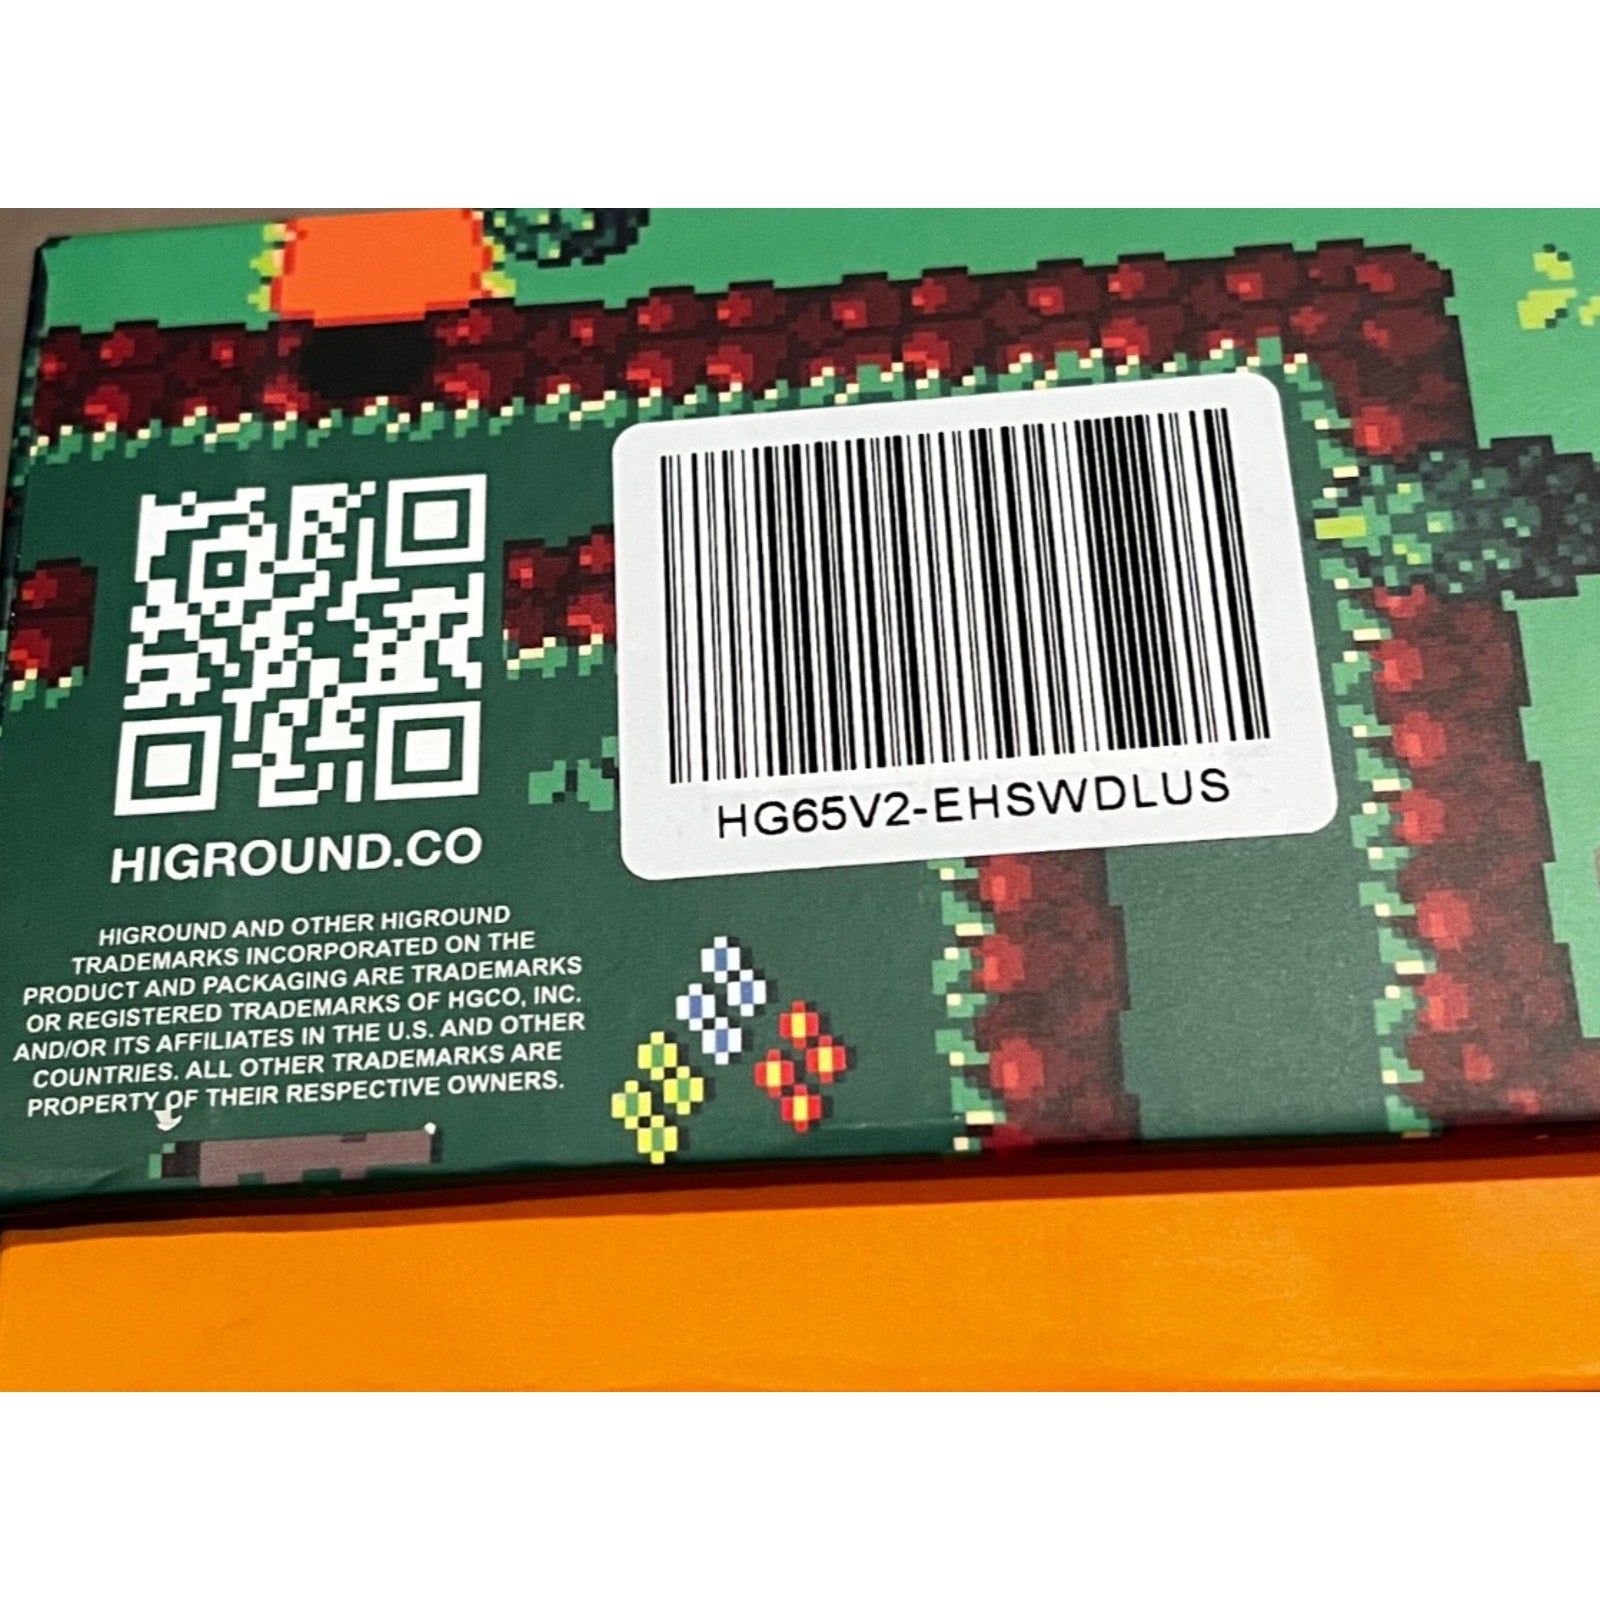 HIGROUND.CO
HIGROUND AND OTHER HIGROUND
TRADEMARKS INCORPORATED ON THE
PRODUCT AND PACKAGING ARE TRADEMARKS
OR REGISTERED TRADEMARKS OF HGCO, INC.
AND/OR ITS AFFILIATES IN THE U.S. AND OTHER
COUNTRIES. ALL OTHER TRADEMARKS ARE
PROPERTY OF THEIR RESPECTIVE OWNERS.
HG65V2-EHSWDLUS